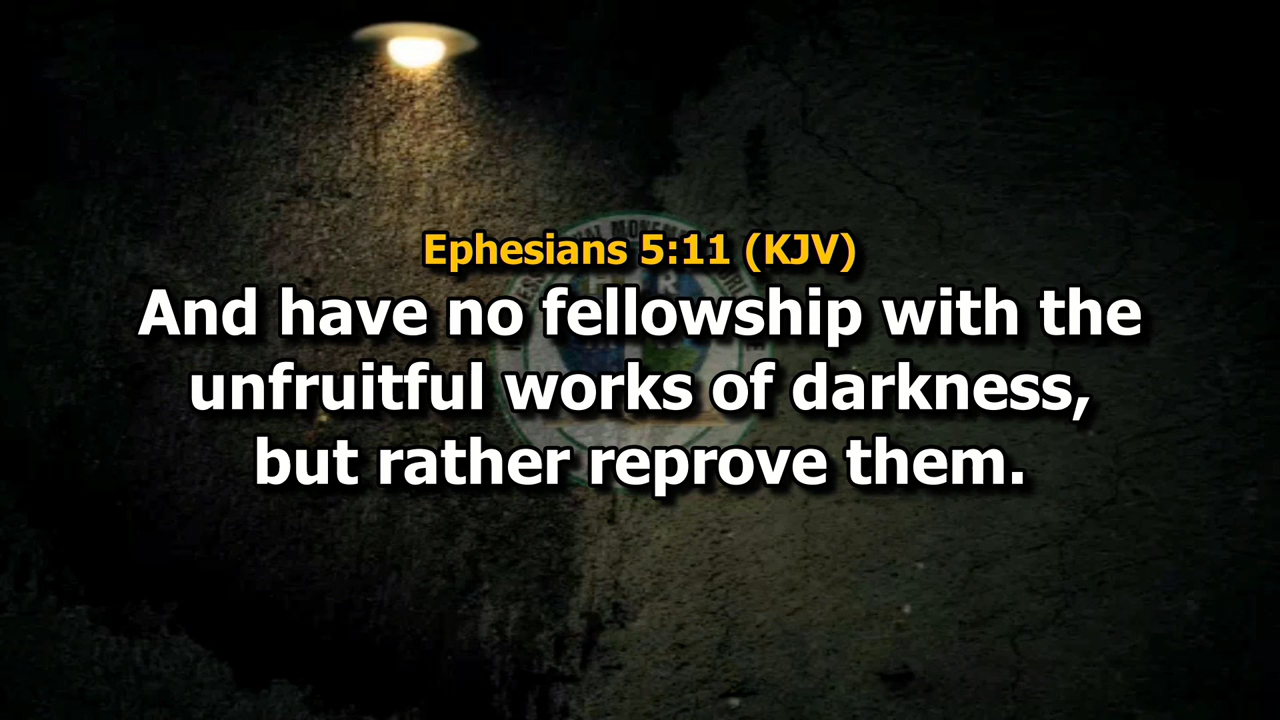 Ephesians 5:11 (KJV)
And have no fellowship with the
unfruitful works of darkness,
but rather reprove them.